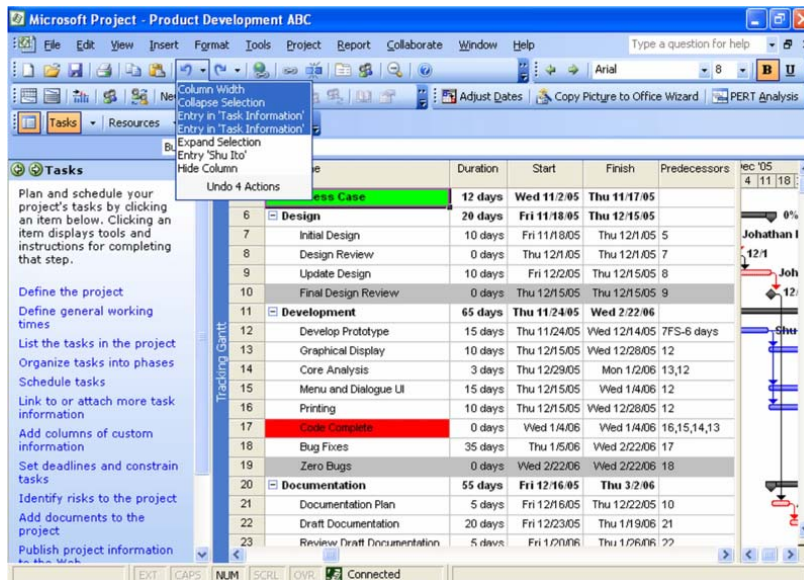 Microsoft Project - Product Development ABC
File Edit View Insert Format Tools Project Report Collaborate Window Help Type a question for help
Arial 8 B U
Adjust Dates Copy Picture to Office Wizard PERT Analysis
Tasks Resources
Column Width
Collapse Selection
Entry in 'Task Information'
Entry in 'Task Information'
Expand Selection
Entry 'Shu Ito'
Hide Column
Undo 4 Actions
Tasks
Plan and schedule your
project's tasks by clicking
an item below. Clicking an
item displays tools and
instructions for completing
that step.
Define the project
Define general working
times
List the tasks in the project
Organize tasks into phases
Schedule tasks
Link to or attach more task
information
Add columns of custom
information
Set deadlines and constrain
tasks
Identify risks to the project
Add documents to the
project
Publish project information
to the Web
Tracking Gantt
Duration Start Finish Predecessors
Case 12 days Wed 11/2/05 Thu 11/17/05
6 Design 20 days Fri 11/18/05 Thu 12/15/05
7 Initial Design 10 days Fri 11/18/05 Thu 12/1/05 5
8 Design Review 0 days Thu 12/1/05 Thu 12/1/05 7
9 Update Design 10 days Fri 12/2/05 Thu 12/15/05 8
10 Final Design Review 0 days Thu 12/15/05 Thu 12/15/05 9
11 Development 65 days Thu 11/24/05 Wed 2/22/06
12 Develop Prototype 15 days Thu 11/24/05 Wed 12/14/05 7FS-6 days
13 Graphical Display 10 days Thu 12/15/05 Wed 12/28/05 12
14 Core Analysis 3 days Thu 12/29/05 Mon 1/2/06 13,12
15 Menu and Dialogue UI 15 days Thu 12/15/05 Wed 1/4/06 12
16 Printing 10 days Thu 12/15/05 Wed 12/28/05 12
17 Code Complete 0 days Wed 1/4/06 Wed 1/4/06 16,15,14,13
18 Bug Fixes 35 days Thu 1/5/06 Wed 2/22/06 17
19 Zero Bugs 0 days Wed 2/22/06 Wed 2/22/06 18
20 Documentation 55 days Fri 12/16/05 Thu 3/2/06
21 Documentation Plan 5 days Fri 12/16/05 Thu 12/22/05 10
22 Draft Documentation 20 days Fri 12/23/05 Thu 1/19/06 21
23 Review Draft Documentation 5 days Fri 1/20/06 Thu 1/26/06 22
'05
4 11 18
0%
Johathan
12/1
Joh
12/
Shu
EXT CAPS NUM SCRL OVR Connected